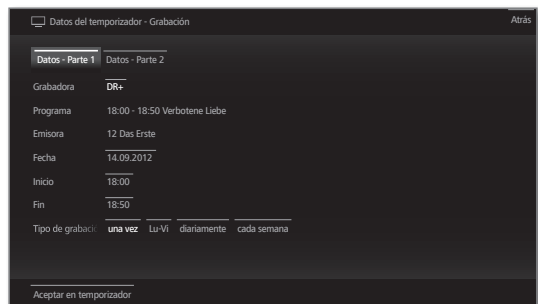 Datos del temporizador - Grabación Atrás
Datos - Parte 1 Datos - Parte 2
Grabadora DR+
Programa 18:00 - 18:50 Verbotene Liebe
Emisora 12 Das Erste
Fecha 14.09.2012
Inicio 18:00
Fin 18:50
Tipo de grabació una vez Lu-Vi diariamente cada semana
Aceptar en temporizador